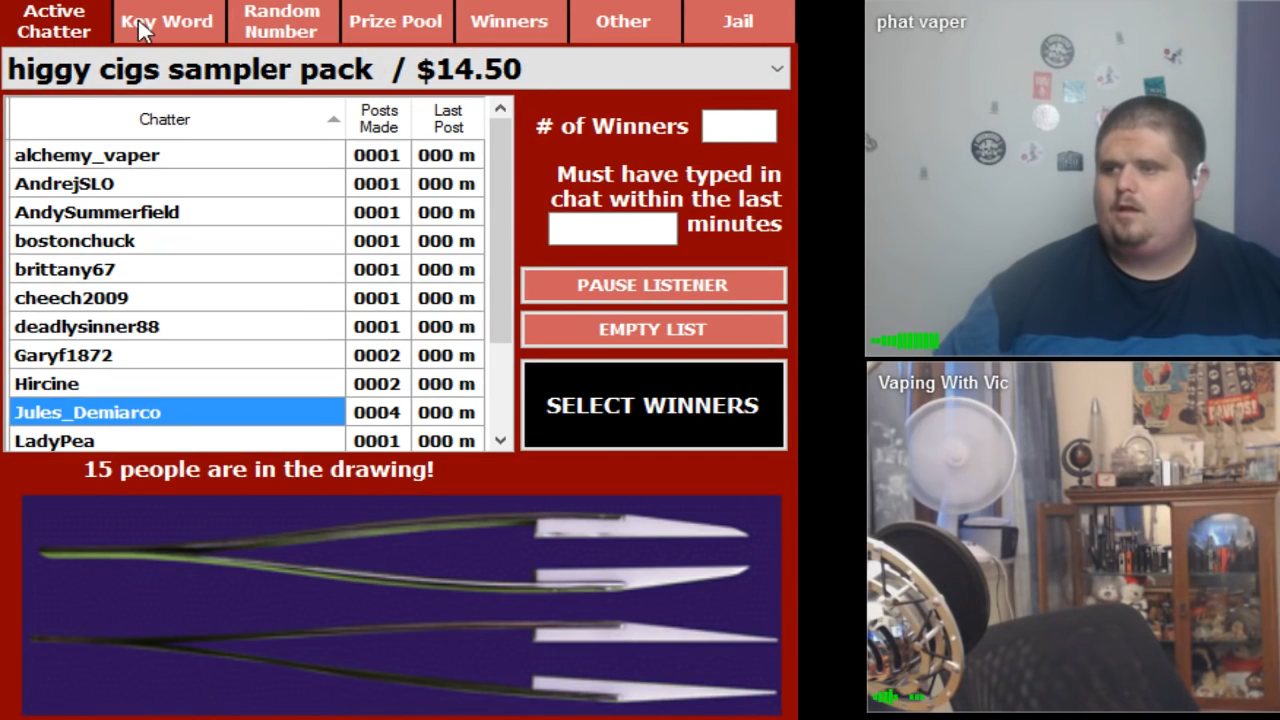 Active
Chatter
Key Word
Random
Number
Prize Pool
Winners
Other
Jail
higgy cigs sampler pack / $14.50
Chatter
Posts
Made
Last
Post
alchemy_vaper 0001 000 m
AndrejSLO 0001 000 m
AndySummerfield 0001 000 m
bostonchuck 0001 000 m
brittany67 0001 000 m
cheech2009 0001 000 m
deadlysinner88 0001 000 m
Garyf1872 0002 000 m
Hircine 0002 000 m
Jules_Demiarco 0004 000 m
LadyPea 0001 000 m
# of Winners
Must have typed in
chat within the last
minutes
PAUSE LISTENER
EMPTY LIST
SELECT WINNERS
15 people are in the drawing!
phat vaper
Vaping With Vic